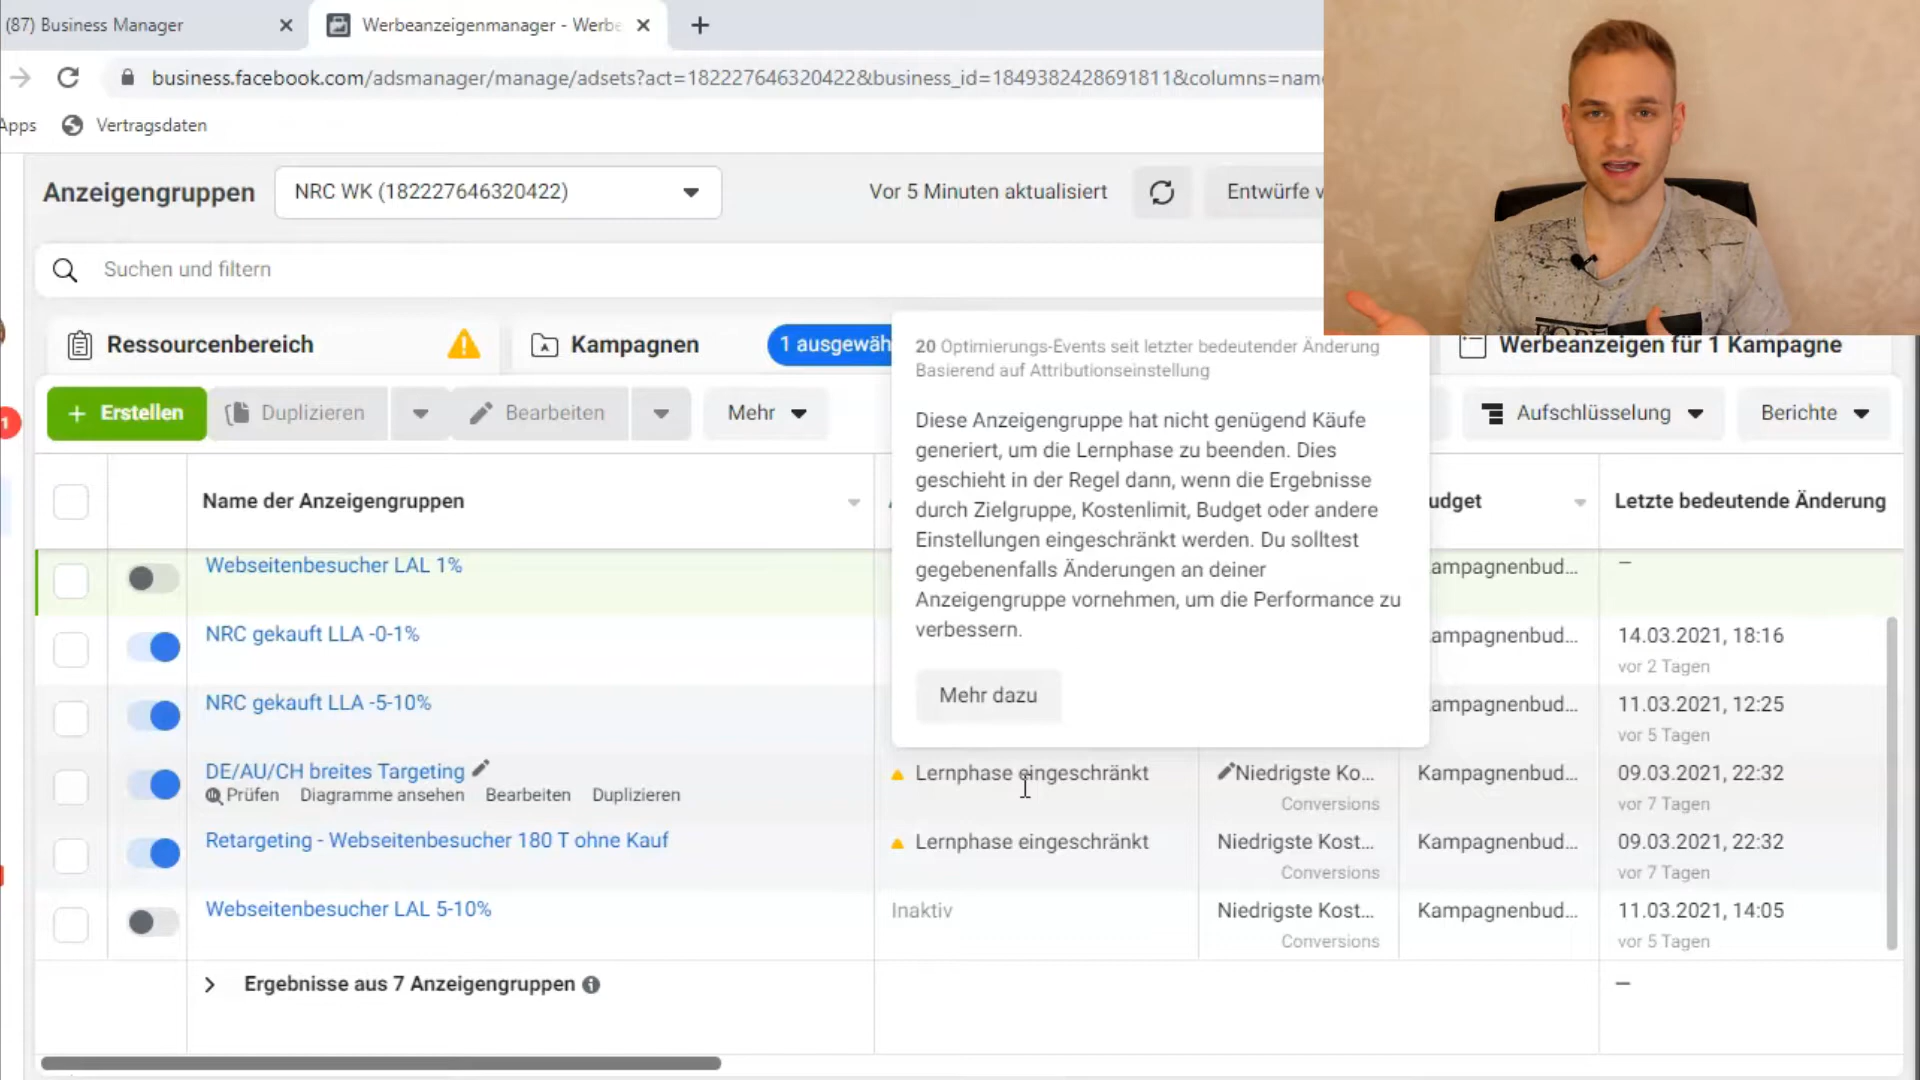 (87) Business Manager
Werbeanzeigenmanager - Werbe
business.facebook.com/adsmanager/manage/adsets?act=182227646320422&business_id=1849382428691811&columns=name
Apps
Vertragsdaten
Anzeigengruppen
NRC WK (182227646320422)
Vor 5 Minuten aktualisiert
Entwürfe v
Suchen und filtern
Ressourcenbereich
Kampagnen
1 ausgewäh
Werbeanzeigen für 1 Kampagne
20 Optimierungs-Events seit letzter bedeutender Änderung
Basierend auf Attributionseinstellung
Diese Anzeigengruppe hat nicht genügend Käufe
generiert, um die Lernphase zu beenden. Dies
geschieht in der Regel dann, wenn die Ergebnisse
durch Zielgruppe, Kostenlimit, Budget oder andere
Einstellungen eingeschränkt werden. Du solltest
gegebenenfalls Änderungen an deiner
Anzeigengruppe vornehmen, um die Performance zu
verbessern.
Mehr dazu
1
+ Erstellen
Duplizieren
Bearbeiten
Mehr
Aufschlüsselung
Berichte
Name der Anzeigengruppen
udget
Letzte bedeutende Änderung
Webseitenbesucher LAL 1%
ampagnenbud...
–
NRC gekauft LLA -0-1%
ampagnenbud...
14.03.2021, 18:16
vor 2 Tagen
NRC gekauft LLA -5-10%
ampagnenbud...
11.03.2021, 12:25
vor 5 Tagen
DE/AU/CH breites Targeting
Prüfen Diagramme ansehen Bearbeiten Duplizieren
Lernphase eingeschränkt
Niedrigste Ko...
Conversions
Kampagnenbud...
09.03.2021, 22:32
vor 7 Tagen
Retargeting - Webseitenbesucher 180 T ohne Kauf
Lernphase eingeschränkt
Niedrigste Kost...
Conversions
Kampagnenbud...
09.03.2021, 22:32
vor 7 Tagen
Webseitenbesucher LAL 5-10%
Inaktiv
Niedrigste Kost...
Conversions
Kampagnenbud...
11.03.2021, 14:05
vor 5 Tagen
Ergebnisse aus 7 Anzeigengruppen
–